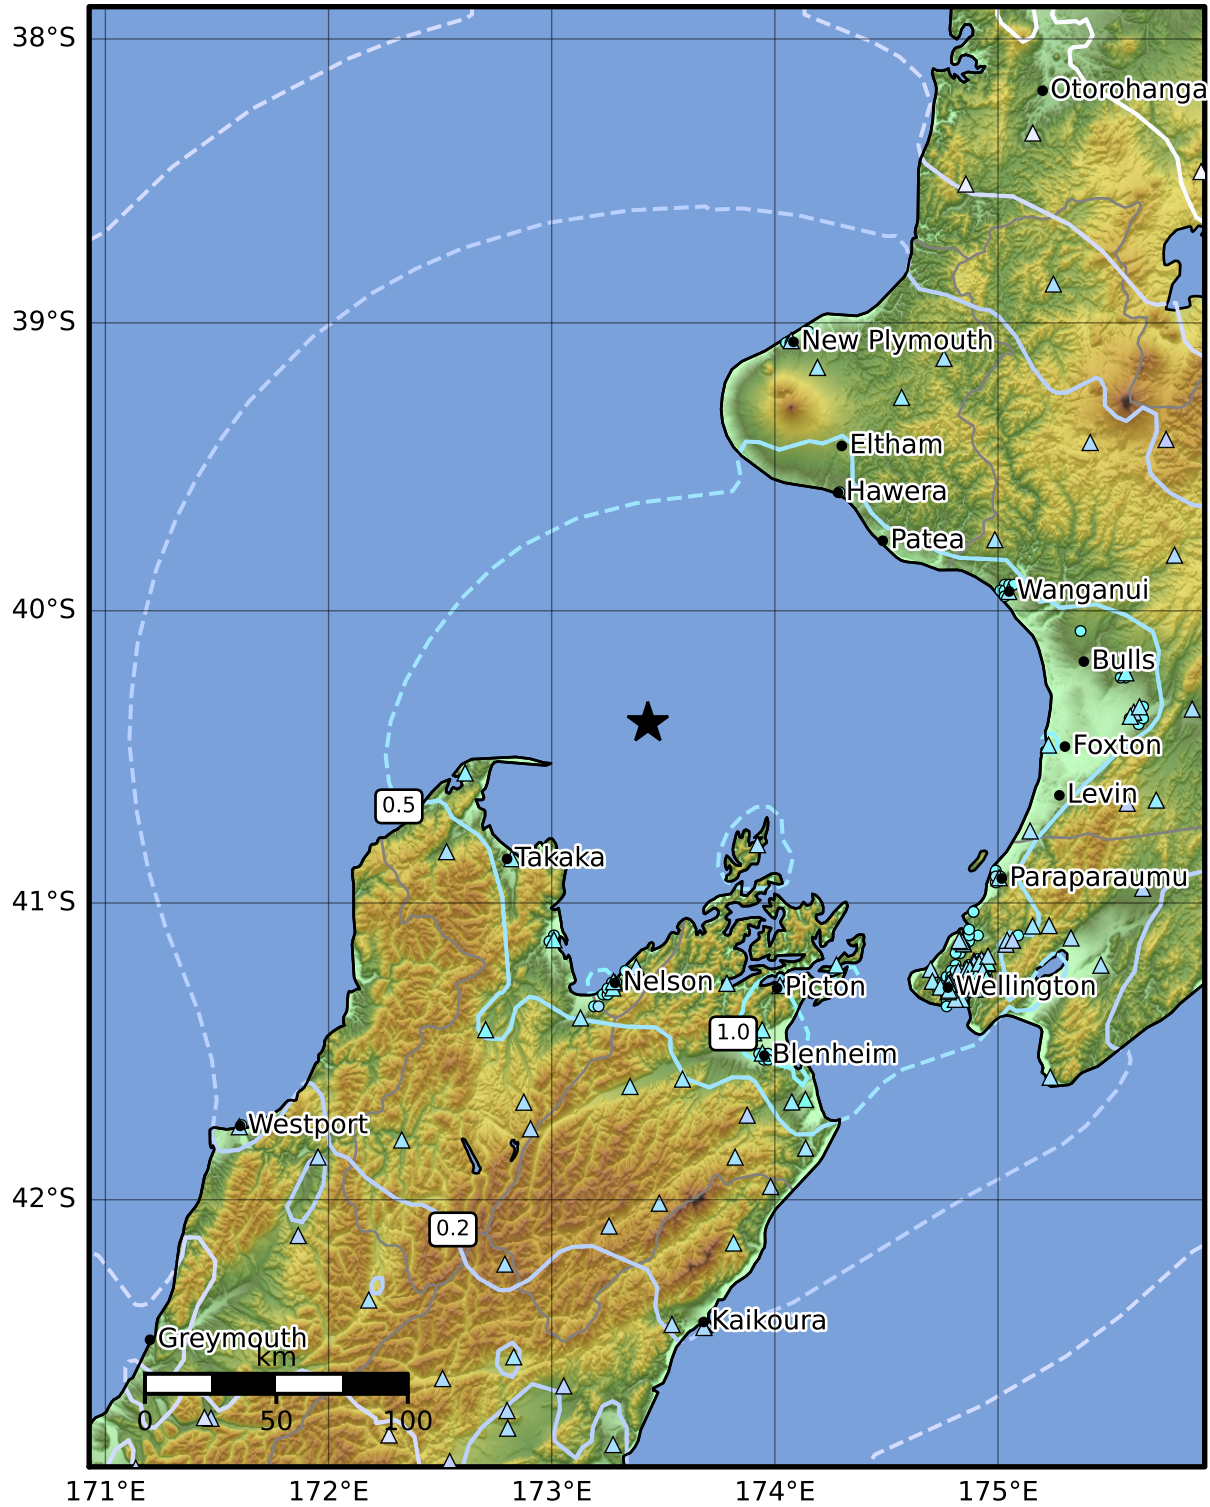 38°S
Otorohanga
39°S
New Plymouth
Eltham
Hawera
Patea
40°S
Wanganui
Bulls
Foxton
0.5
Levin
Takaka
Paraparaumu
41°S
Nelson
Picton
Wellington
1.0
Blenheim
Westport
42°S
0.2
Kaikoura
Greymouth
km
0 50 100
171°E 172°E 173°E 174°E 175°E